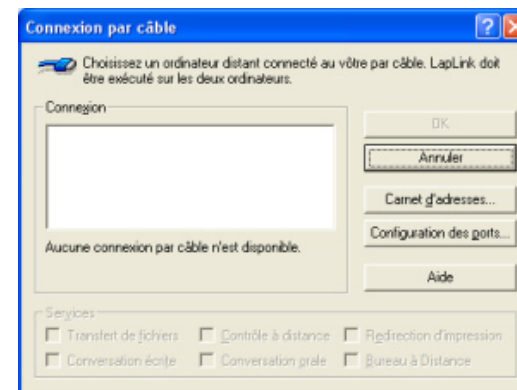 Connexion par câble
Choisissez un ordinateur distant connecté au vôtre par câble. LapLink doit
être exécuté sur les deux ordinateurs.
Connexion
OK
Annuler
Carnet d'adresses...
Configuration des ports...
Aucune connexion par câble n'est disponible.
Aide
Services
Transfert de fichiers Contrôle à distance Redirection d'impression
Conversation écrite Conversation orale Bureau à Distance